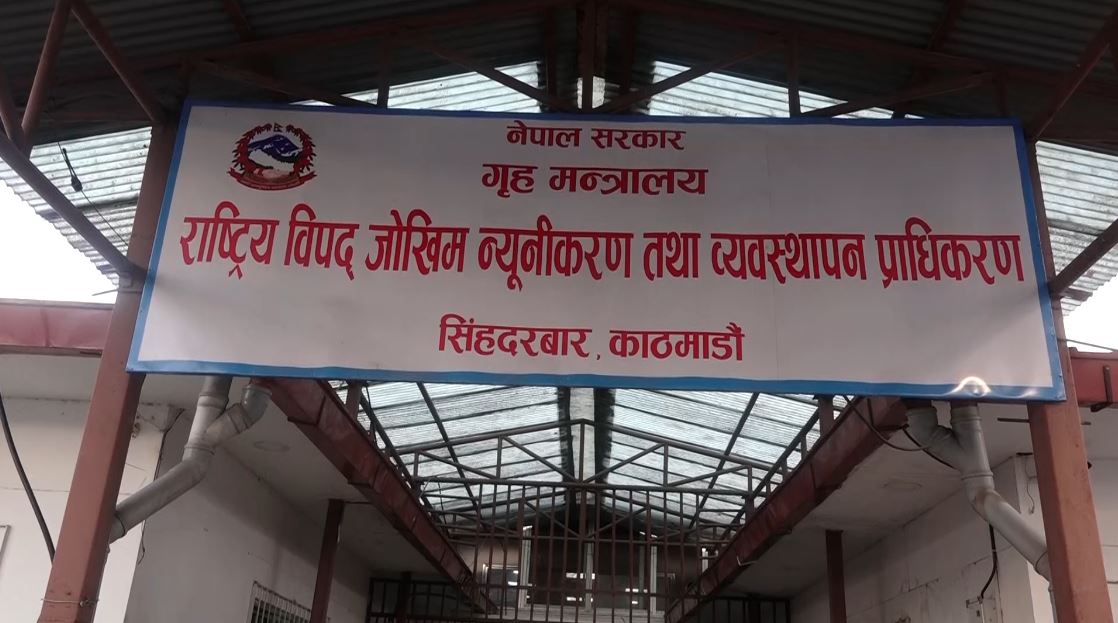 नेपाल सरकार
गृह मन्त्रालय
राष्ट्रिय विपद् जोखिम न्यूनीकरण तथा व्यवस्थापन प्राधिकरण
सिंहदरबार, काठमाडौं